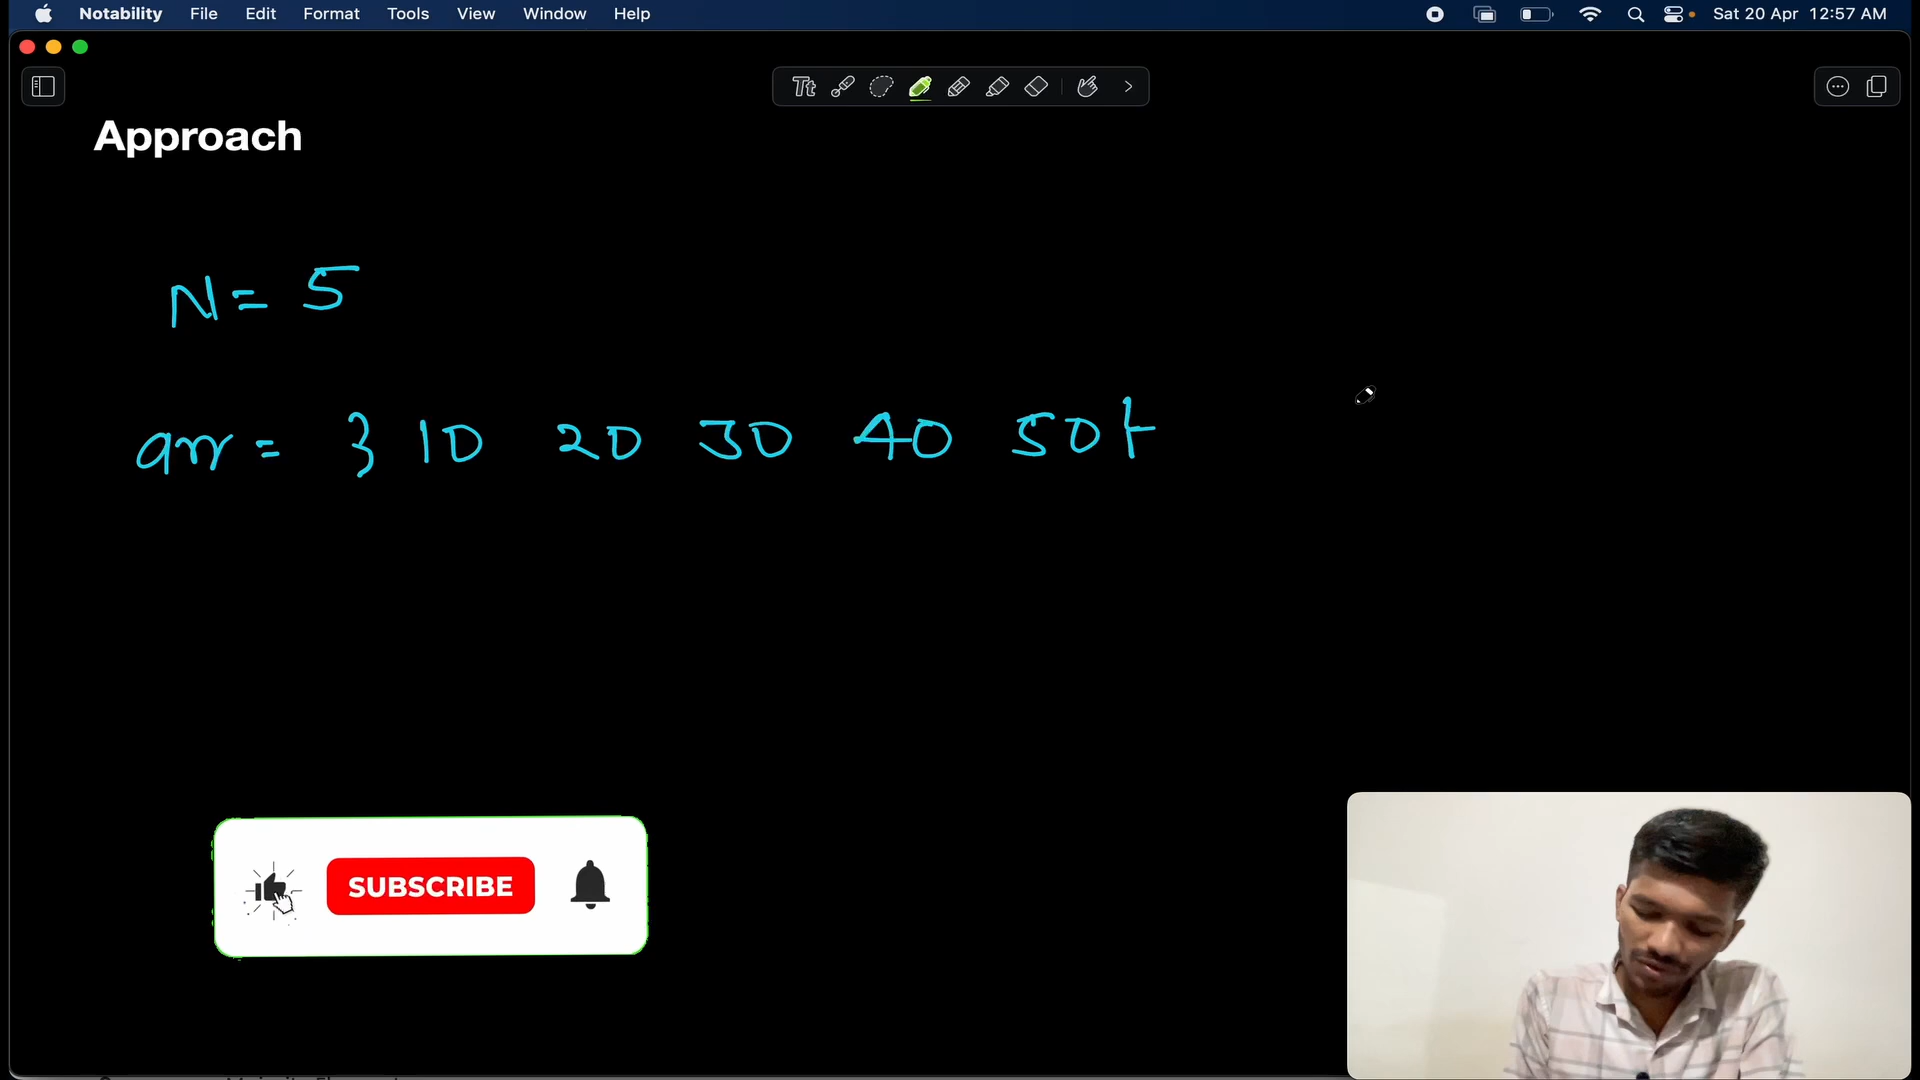 Notability File Edit Format Tools View Window Help Sat 20 Apr 12:57 AM
Tt
Approach
N = 5
arr = } 10 20 30 40 50 }
SUBSCRIBE